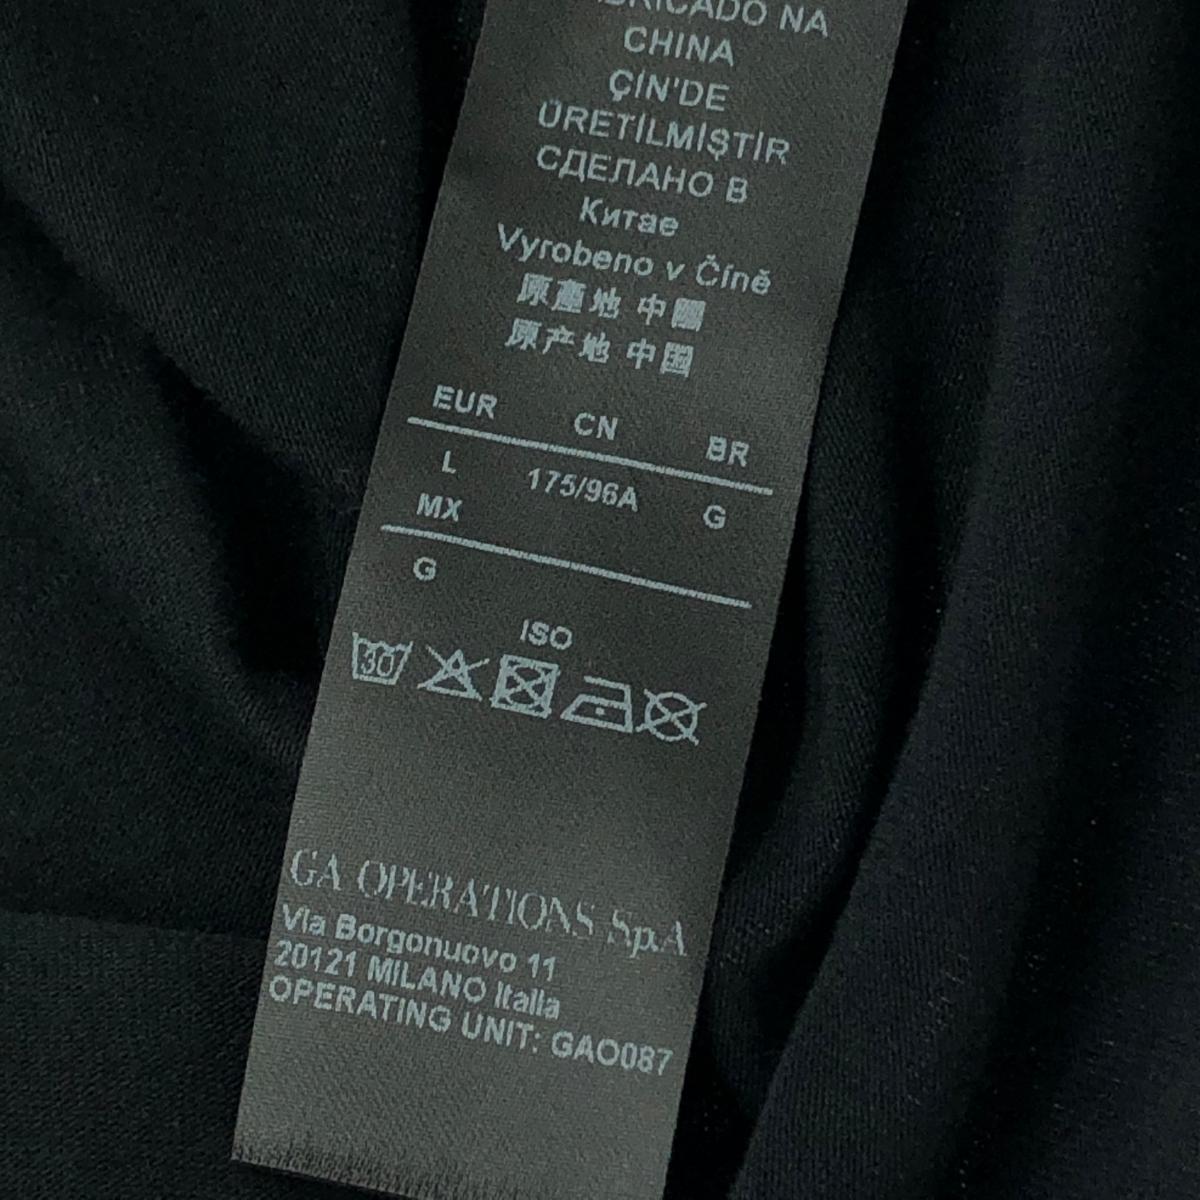 FABRICADO NA
CHINA
ÇİN'DE
ÜRETİLMİŞTİR
СДЕЛАНО В
Китае
Vyrobeno v Číně
原產地 中國
原产地 中国
EUR CN BR
L 175/96A G
MX
G
ISO
30
GA OPERATIONS SpA
Via Borgonuovo 11
20121 MILANO Italia
OPERATING UNIT: GAO087